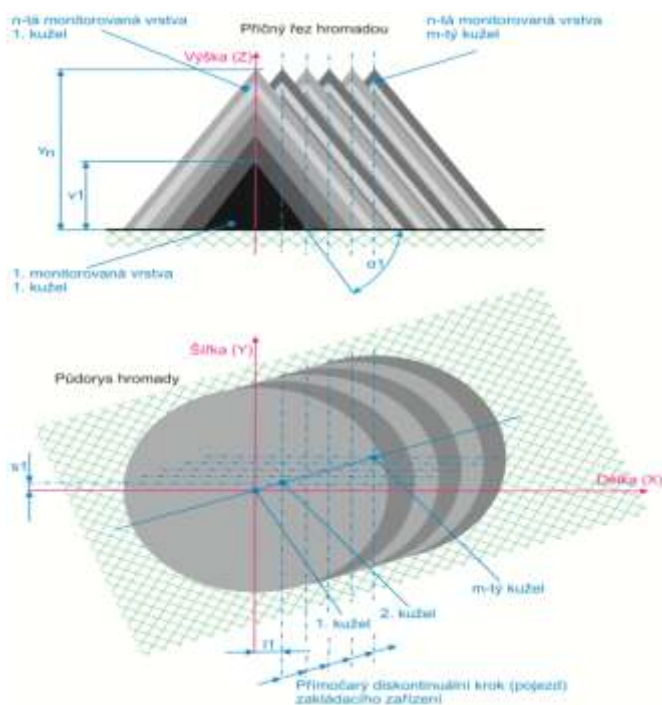 n-tá monitorovaná vrstva
1. kužel
Příčný řez hromadou
n-tá monitorovaná vrstva
m-tý kužel
Výška (Z)
vn
v1
α1
1. monitorovaná vrstva
1. kužel
Šířka (Y)
Půdorys hromady
s1
Délka (X)
m-tý kužel
2. kužel
1. kužel
l1
Přímočarý diskontinuální krok (pojezd)
zakládacího zařízení